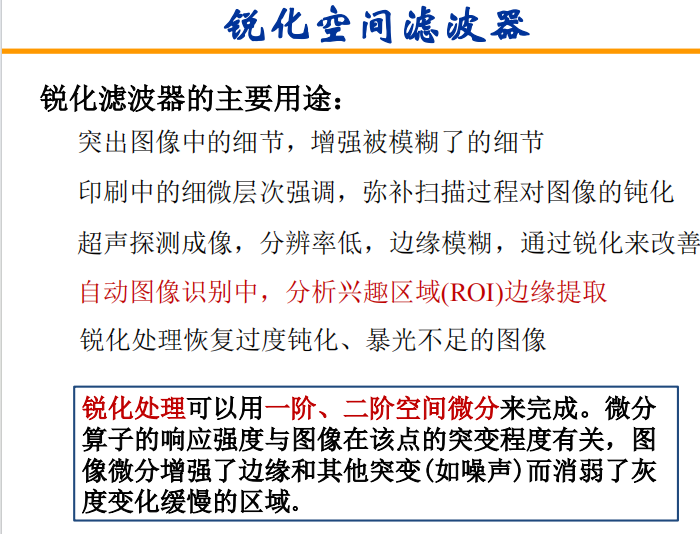 锐化空间滤波器
锐化滤波器的主要用途：
突出图像中的细节，增强被模糊了的细节
印刷中的细微层次强调，弥补扫描过程对图像的钝化
超声探测成像，分辨率低，边缘模糊，通过锐化来改善
自动图像识别中，分析兴趣区域(ROI)边缘提取
锐化处理恢复过度钝化、暴光不足的图像
锐化处理可以用一阶、二阶空间微分来完成。微分
算子的响应强度与图像在该点的突变程度有关，图
像微分增强了边缘和其他突变(如噪声)而消弱了灰
度变化缓慢的区域。